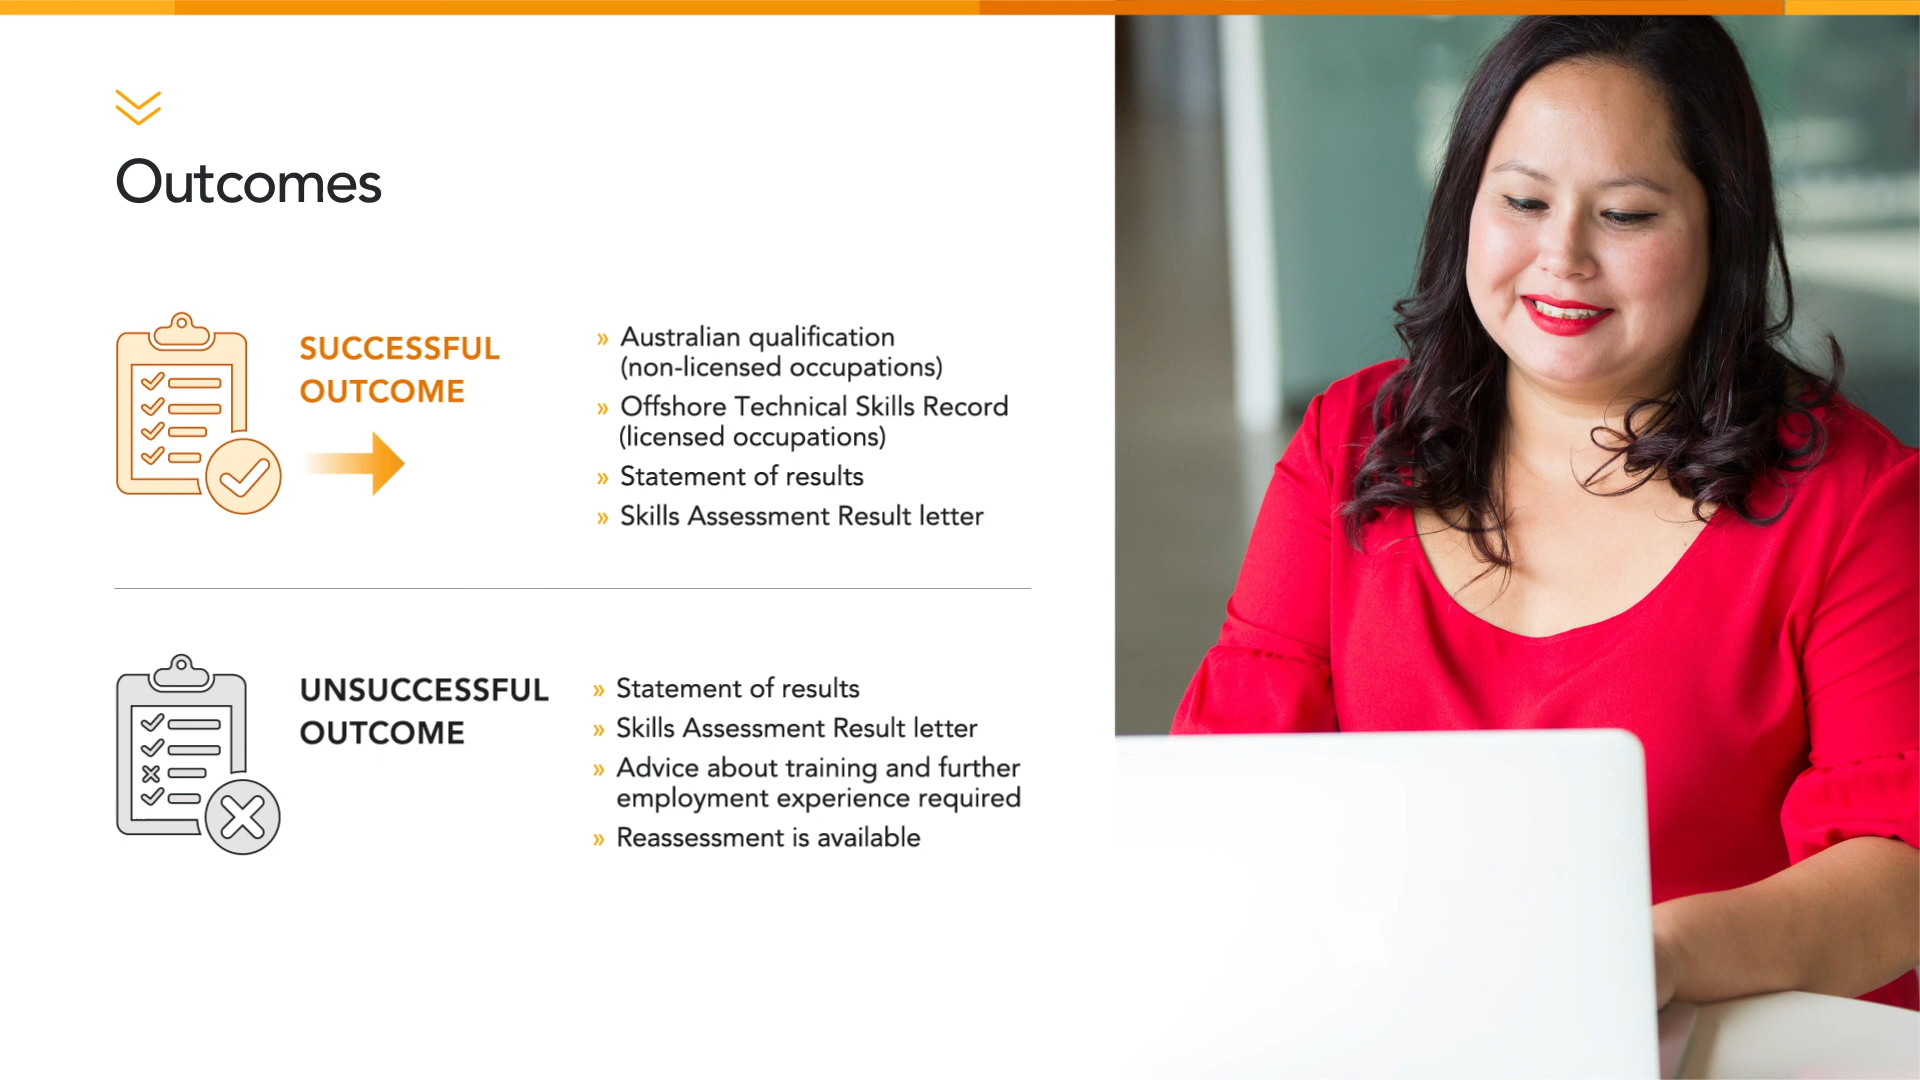 Outcomes
SUCCESSFUL
OUTCOME
» Australian qualification
(non-licensed occupations)
» Offshore Technical Skills Record
(licensed occupations)
» Statement of results
» Skills Assessment Result letter
UNSUCCESSFUL
OUTCOME
» Statement of results
» Skills Assessment Result letter
» Advice about training and further
employment experience required
» Reassessment is available